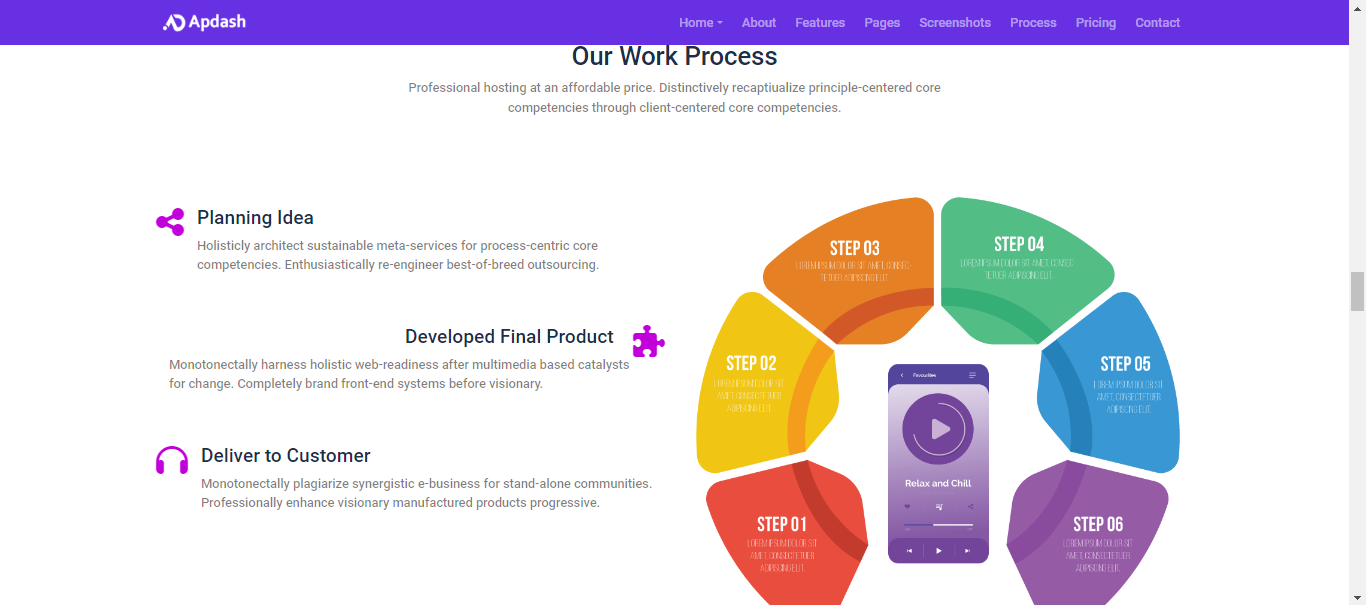 Apdash
Home About Features Pages Screenshots Process Pricing Contact
Our Work Process
Professional hosting at an affordable price. Distinctively recaptiualize principle-centered core
competencies through client-centered core competencies.
Planning Idea
Holisticly architect sustainable meta-services for process-centric core
competencies. Enthusiastically re-engineer best-of-breed outsourcing.
Developed Final Product
Monotonectally harness holistic web-readiness after multimedia based catalysts
for change. Completely brand front-end systems before visionary.
Deliver to Customer
Monotonectally plagiarize synergistic e-business for stand-alone communities.
Professionally enhance visionary manufactured products progressive.
STEP 03
LOREM IPSUM DOLOR SIT AMET, CONSEC-
TETUER ADIPISCING ELIT.
STEP 04
LOREM IPSUM DOLOR SIT AMET, CONSEC
TETUER ADIPISCING ELIT.
STEP 02
LOREM IPSUM DOLOR SIT
AMET, CONSECTETUER
ADIPISCING ELIT.
STEP 05
LOREM IPSUM DOLOR SIT
AMET, CONSECTETUER
ADIPISCING ELIT.
Favourites
Relax and Chill
STEP 01
LOREM IPSUM DOLOR SIT
AMET, CONSECTETUER
ADIPISCING ELIT.
STEP 06
LOREM IPSUM DOLOR SIT
AMET, CONSECTETUER
ADIPISCING ELIT.